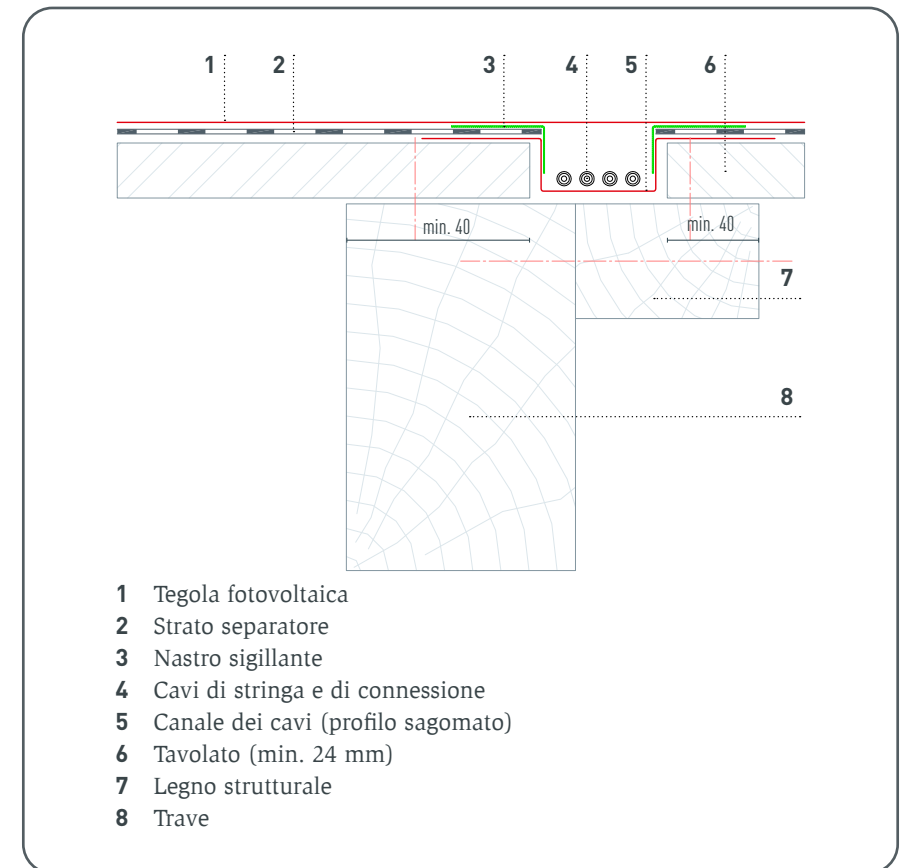 1 2 3 4 5 6
min. 40 min. 40
7
8
1 Tegola fotovoltaica
2 Strato separatore
3 Nastro sigillante
4 Cavi di stringa e di connessione
5 Canale dei cavi (profilo sagomato)
6 Tavolato (min. 24 mm)
7 Legno strutturale
8 Trave